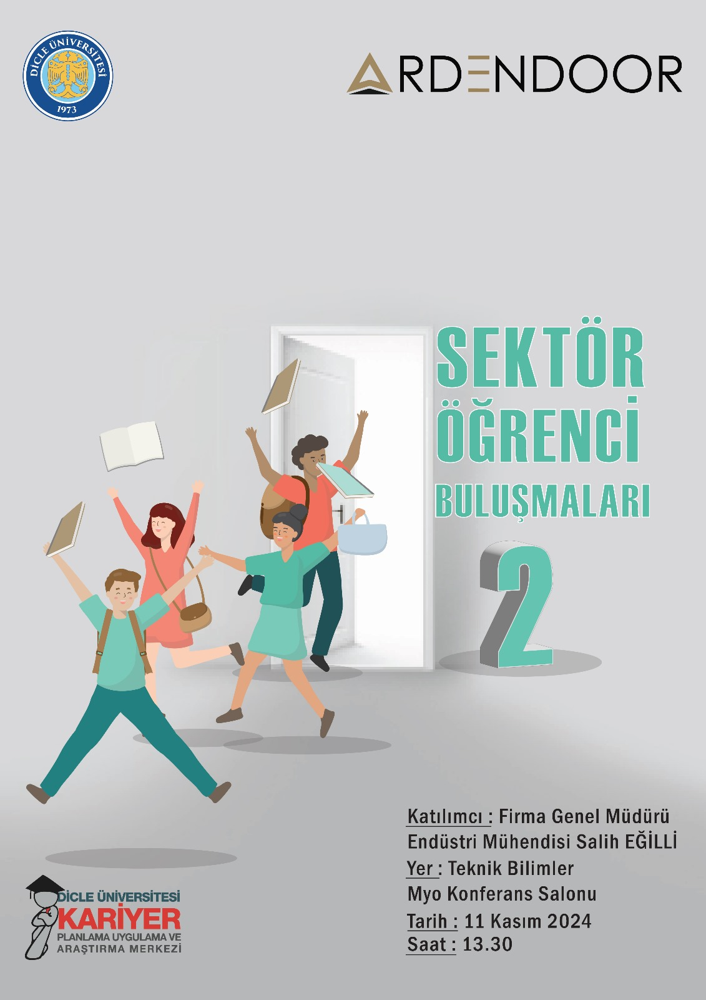 DİCLE ÜNİVERSİTESİ
1973
ARDENDOOR
SEKTÖR
ÖĞRENCİ
BULUŞMALARI
2
Katılımcı : Firma Genel Müdürü
Endüstri Mühendisi Salih EĞİLLİ
Yer : Teknik Bilimler
Myo Konferans Salonu
Tarih : 11 Kasım 2024
Saat : 13.30
DİCLE ÜNİVERSİTESİ
KARİYER
PLANLAMA UYGULAMA VE
ARAŞTIRMA MERKEZİ